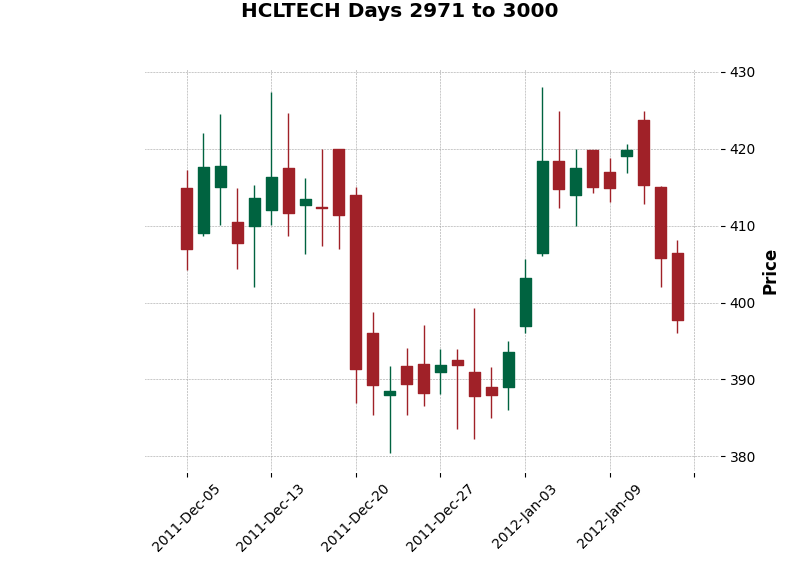 HCLTECH Days 2971 to 3000
430
420
410
400
390
380
Price
2011-Dec-05
2011-Dec-13
2011-Dec-20
2011-Dec-27
2012-Jan-03
2012-Jan-09